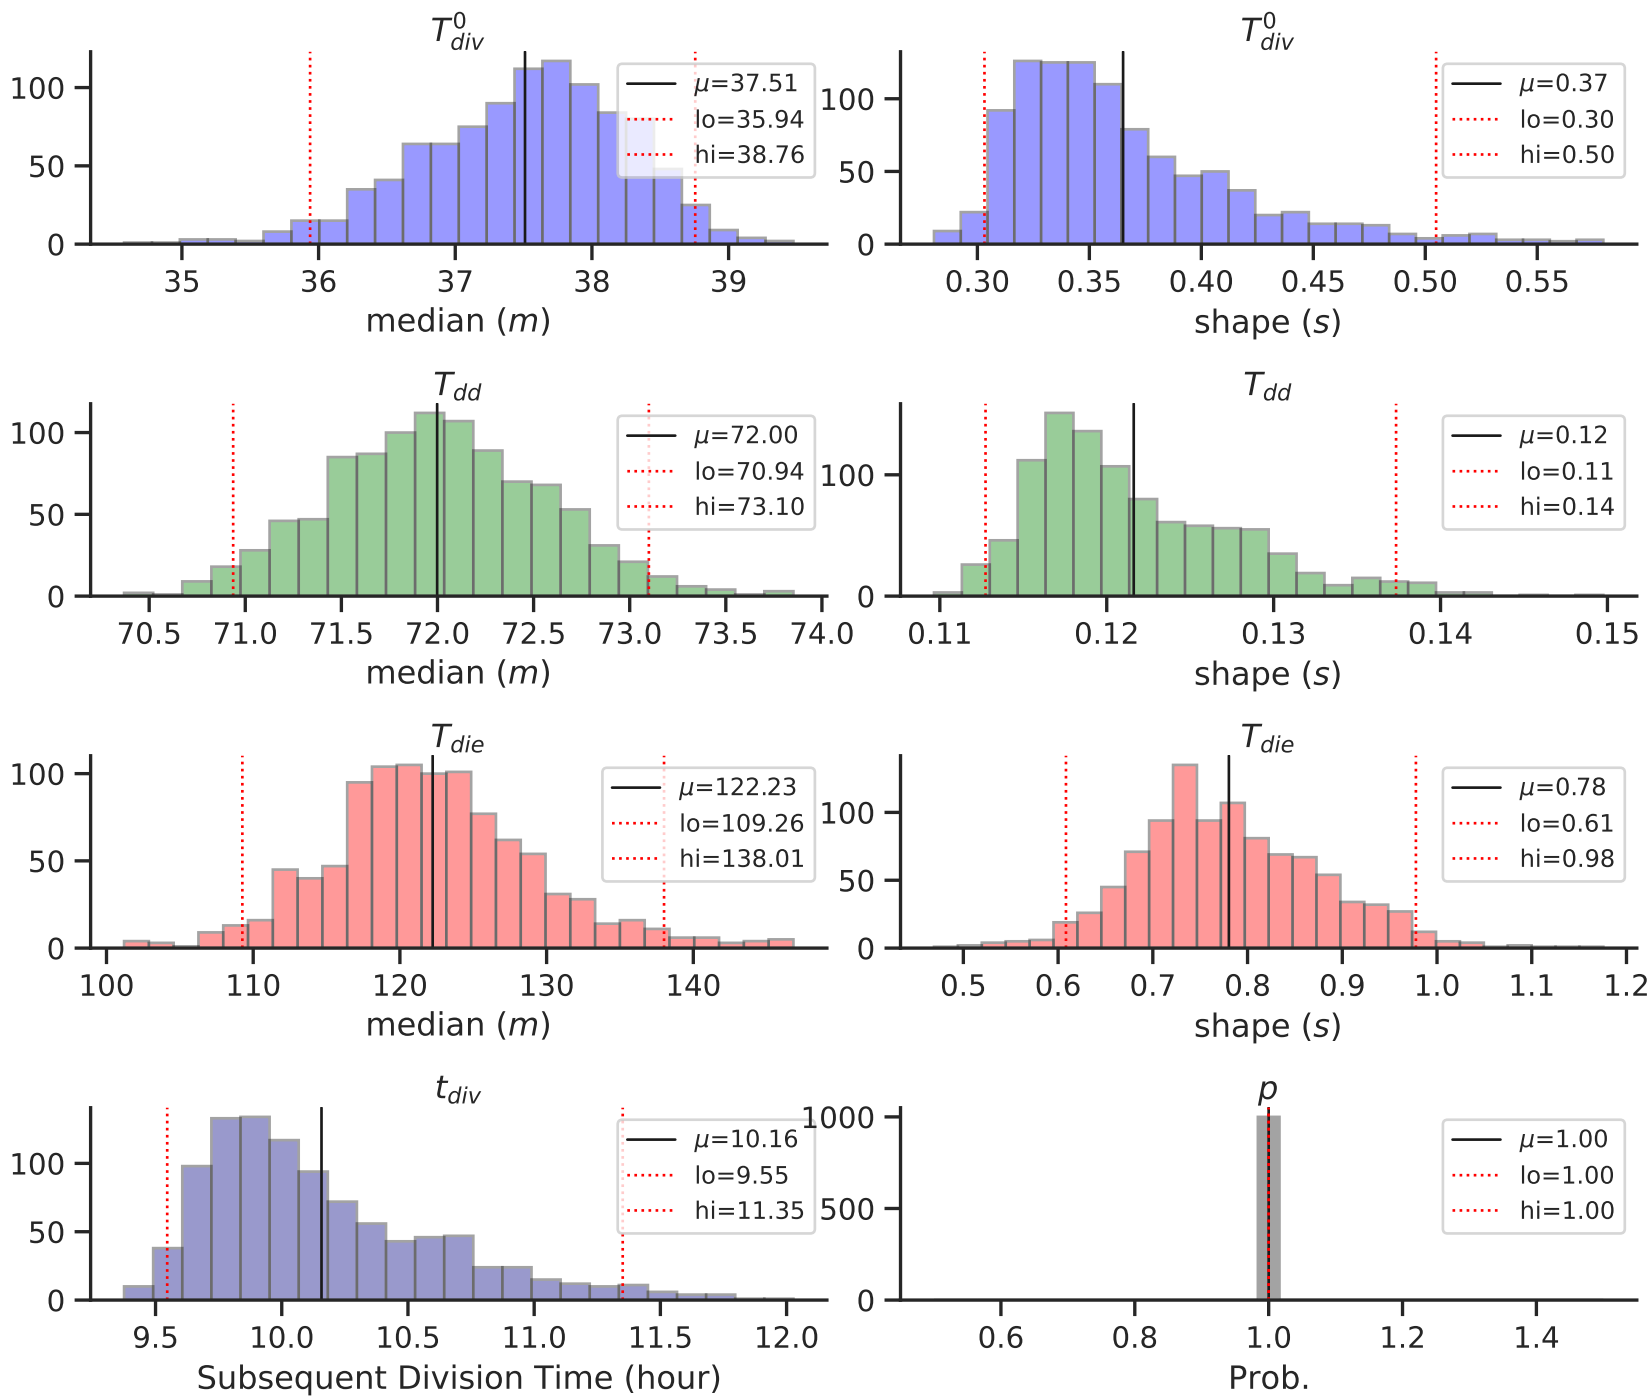 T⁰div
T⁰div
100
50
0
μ=37.51
lo=35.94
hi=38.76
35 36 37 38 39
median (m)
100
50
0
μ=0.37
lo=0.30
hi=0.50
0.30 0.35 0.40 0.45 0.50 0.55
shape (s)
Tdd
100
50
0
μ=72.00
lo=70.94
hi=73.10
70.5 71.0 71.5 72.0 72.5 73.0 73.5 74.0
median (m)
Tdd
100
0
μ=0.12
lo=0.11
hi=0.14
0.11 0.12 0.13 0.14 0.15
shape (s)
Tdie
100
50
0
μ=122.23
lo=109.26
hi=138.01
100 110 120 130 140
median (m)
Tdie
100
50
0
μ=0.78
lo=0.61
hi=0.98
0.5 0.6 0.7 0.8 0.9 1.0 1.1 1.2
shape (s)
tdiv
100
50
0
μ=10.16
lo=9.55
hi=11.35
9.5 10.0 10.5 11.0 11.5 12.0
Subsequent Division Time (hour)
p
1000
500
0
μ=1.00
lo=1.00
hi=1.00
0.6 0.8 1.0 1.2 1.4
Prob.